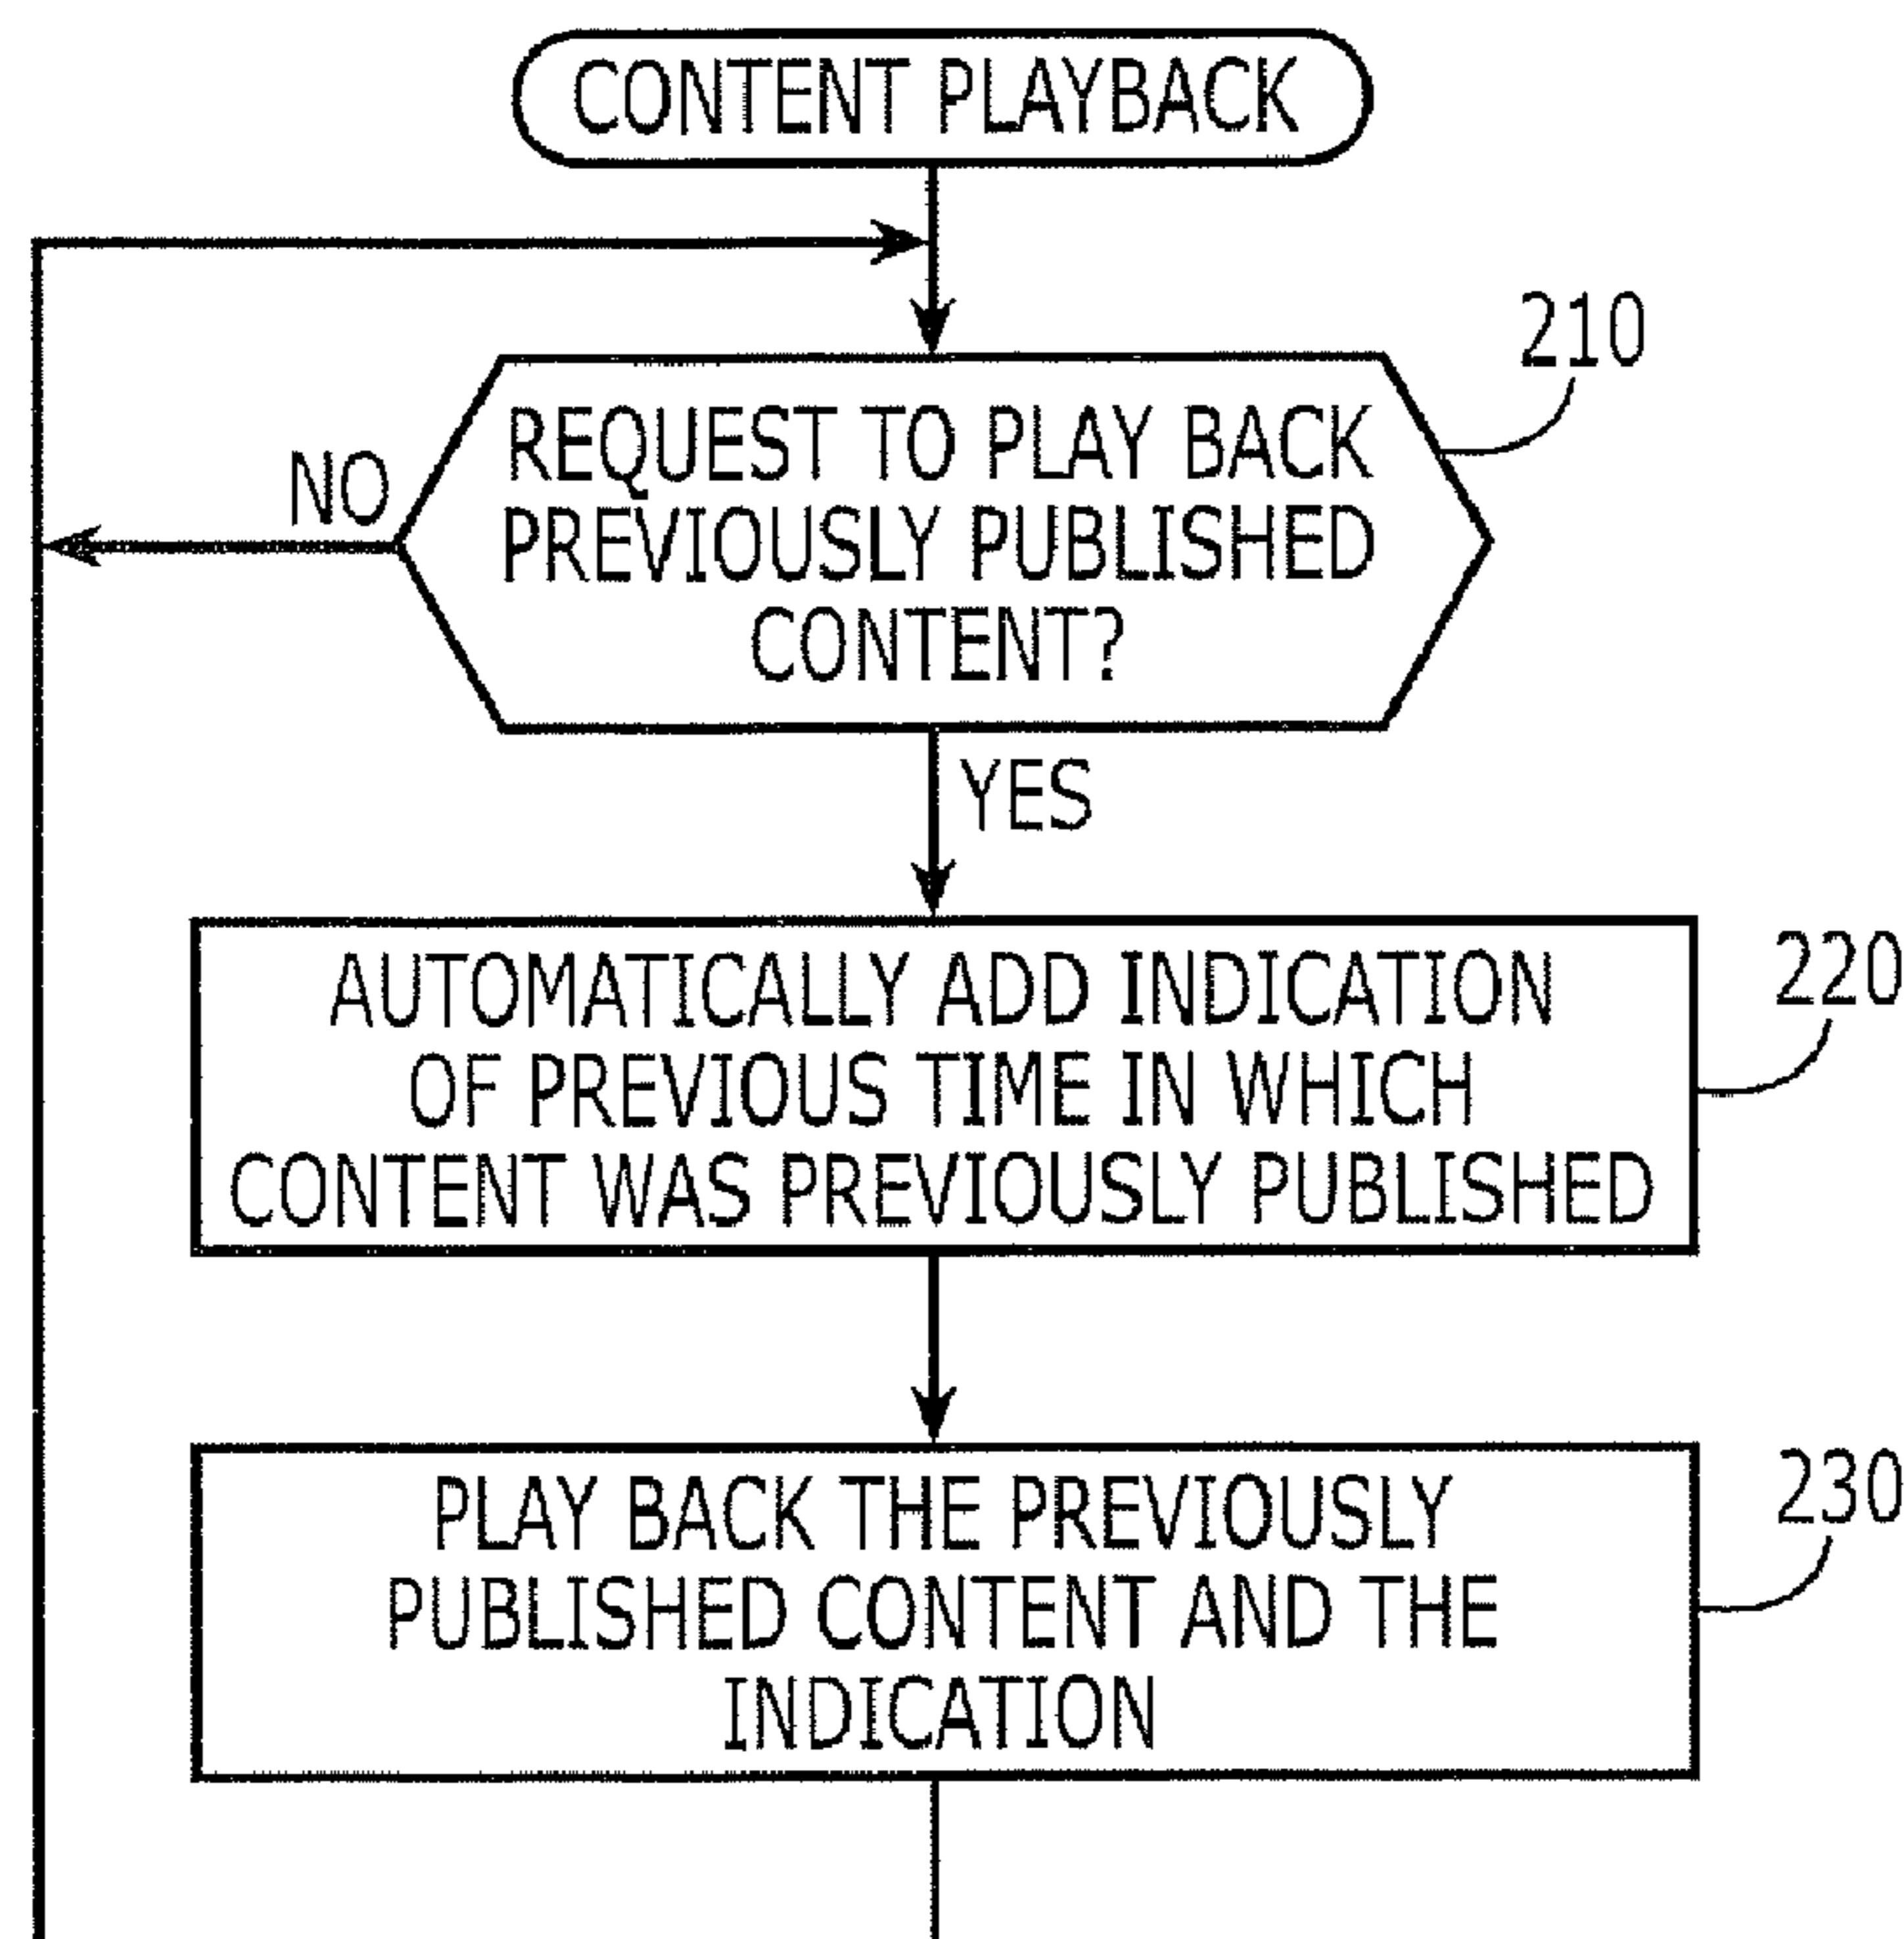 CONTENT PLAYBACK
210
REQUEST TO PLAY BACK
PREVIOUSLY PUBLISHED
CONTENT?
NO
YES
220
AUTOMATICALLY ADD INDICATION
OF PREVIOUS TIME IN WHICH
CONTENT WAS PREVIOUSLY PUBLISHED
230
PLAY BACK THE PREVIOUSLY
PUBLISHED CONTENT AND THE
INDICATION